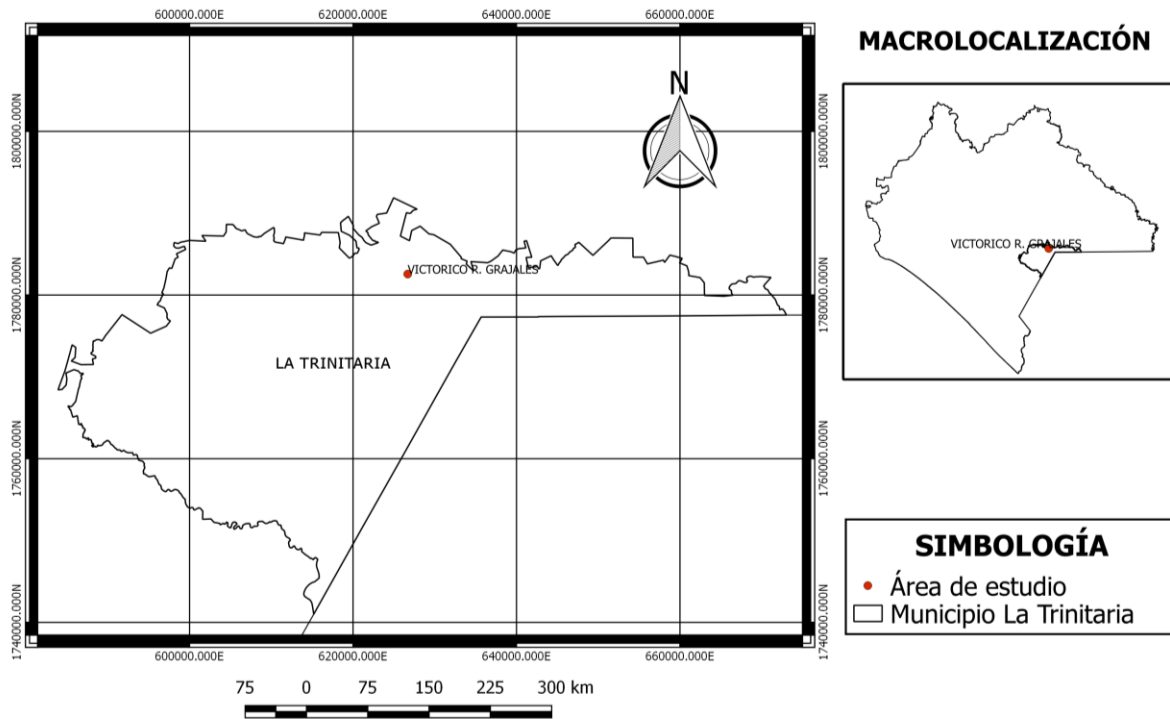 600000.000E 620000.000E 640000.000E 660000.000E
1800000.000N
1780000.000N
1760000.000N
1740000.000N
N
VICTORICO R. GRAJALES
LA TRINITARIA
1800000.000N
1780000.000N
1760000.000N
1740000.000N
600000.000E 620000.000E 640000.000E 660000.000E
75 0 75 150 225 300 km
MACROLOCALIZACIÓN
VICTORICO R. GRAJALES
SIMBOLOGÍA
Área de estudio
Municipio La Trinitaria